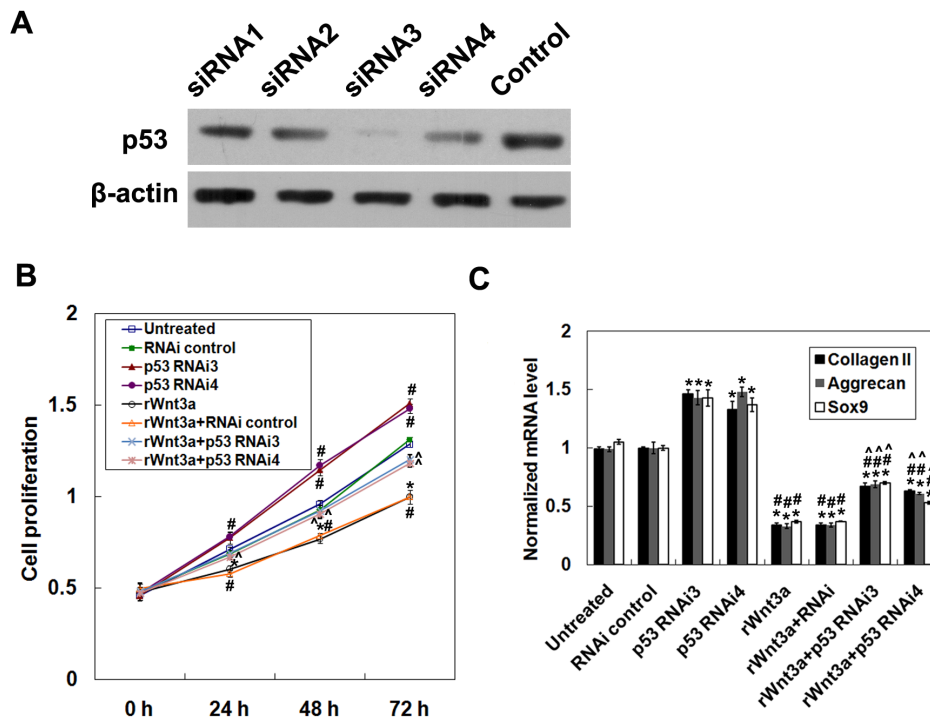 A
siRNA1 siRNA2 siRNA3 siRNA4 Control
p53
β-actin
B
Cell proliferation
2
1.5
1
0.5
0
Untreated
RNAi control
p53 RNAi3
p53 RNAi4
rWnt3a
rWnt3a+RNAi control
rWnt3a+p53 RNAi3
rWnt3a+p53 RNAi4
0 h 24 h 48 h 72 h
C
Normalized mRNA level
2
1.5
1
0.5
0
Collagen II
Aggrecan
Sox9
Untreated
RNAi control
p53 RNAi3
p53 RNAi4
rWnt3a
rWnt3a+RNAi
rWnt3a+p53 RNAi3
rWnt3a+p53 RNAi4